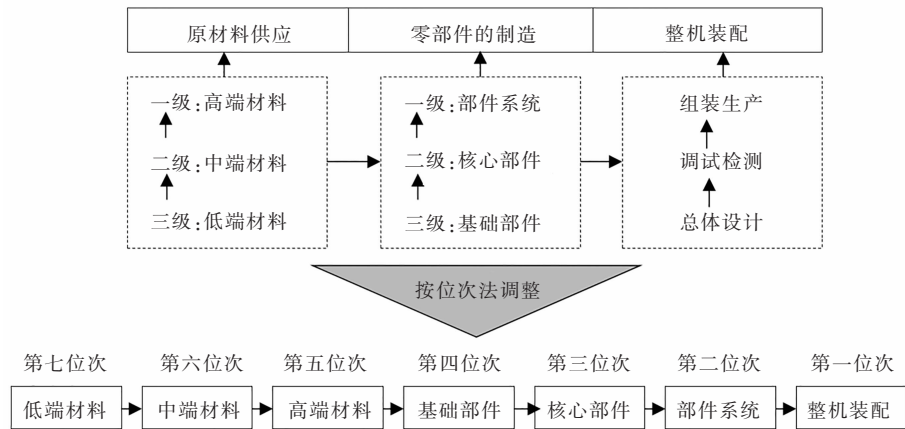 原材料供应 零部件的制造 整机装配
一级:高端材料 一级:部件系统 组装生产
二级:中端材料 二级:核心部件 调试检测
三级:低端材料 三级:基础部件 总体设计
按位次法调整
第七位次 第六位次 第五位次 第四位次 第三位次 第二位次 第一位次
低端材料 中端材料 高端材料 基础部件 核心部件 部件系统 整机装配